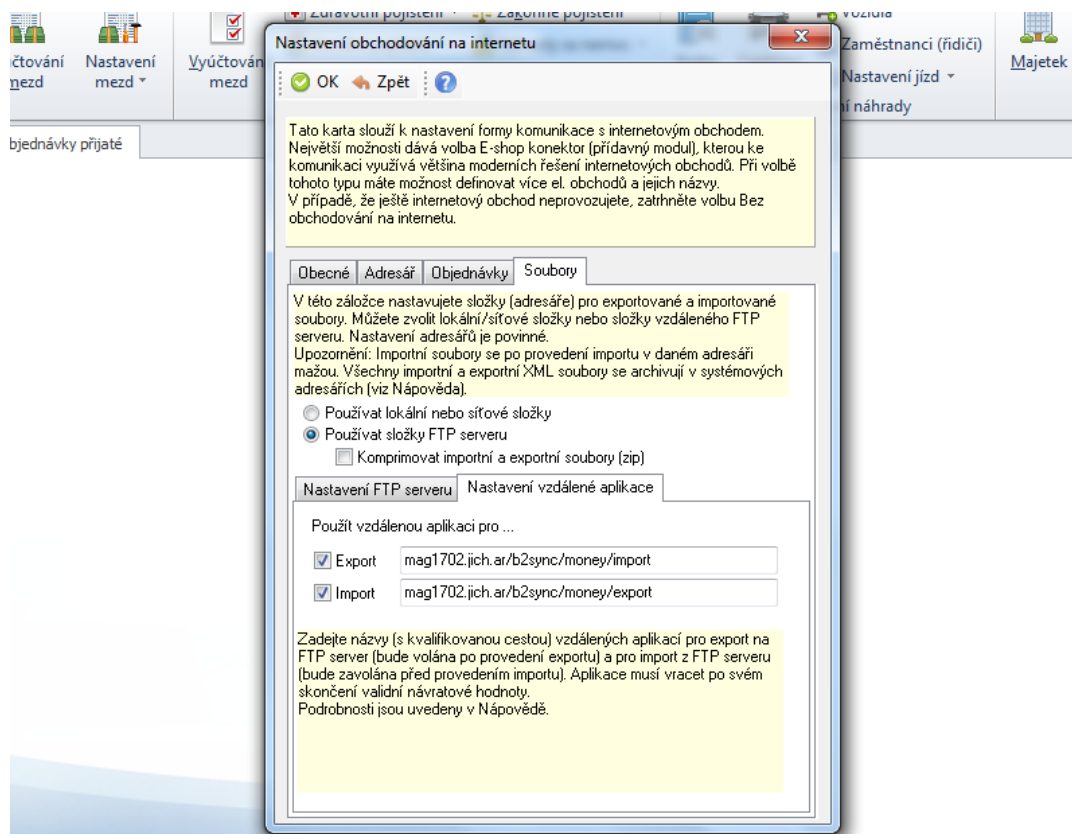 Zdravotní pojištění
Zákonné pojištění
Vozidla
Nastavení obchodování na internetu
Zaměstnanci (řidiči)
čtování
mezd
Nastavení
mezd
Vyúčtován
mezd
OK
Zpět
Nastavení jízd
Majetek
í náhrady
bjednávky přijaté
Tato karta slouží k nastavení formy komunikace s internetovým obchodem.
Největší možnosti dává volba E-shop konektor (přídavný modul), kterou ke
komunikaci využívá většina moderních řešení internetových obchodů. Při volbě
tohoto typu máte možnost definovat více el. obchodů a jejich názvy.
V případě, že ještě internetový obchod neprovozujete, zatrhněte volbu Bez
obchodování na internetu.
Obecné
Adresář
Objednávky
Soubory
V této záložce nastavujete složky (adresáře) pro exportované a importované
soubory. Můžete zvolit lokální/síťové složky nebo složky vzdáleného FTP
serveru. Nastavení adresářů je povinné.
Upozornění: Importní soubory se po provedení importu v daném adresáři
mažou. Všechny importní a exportní XML soubory se archivují v systémových
adresářích (viz Nápověda).
Používat lokální nebo síťové složky
Používat složky FTP serveru
Komprimovat importní a exportní soubory (zip)
Nastavení FTP serveru
Nastavení vzdálené aplikace
Použít vzdálenou aplikaci pro ...
Export mag1702.jich.ar/b2sync/money/import
Import mag1702.jich.ar/b2sync/money/export
Zadejte názvy (s kvalifikovanou cestou) vzdálených aplikací pro export na
FTP server (bude volána po provedení exportu) a pro import z FTP serveru
(bude zavolána před provedením importu). Aplikace musí vracet po svém
skončení validní návratové hodnoty.
Podrobnosti jsou uvedeny v Nápovědě.